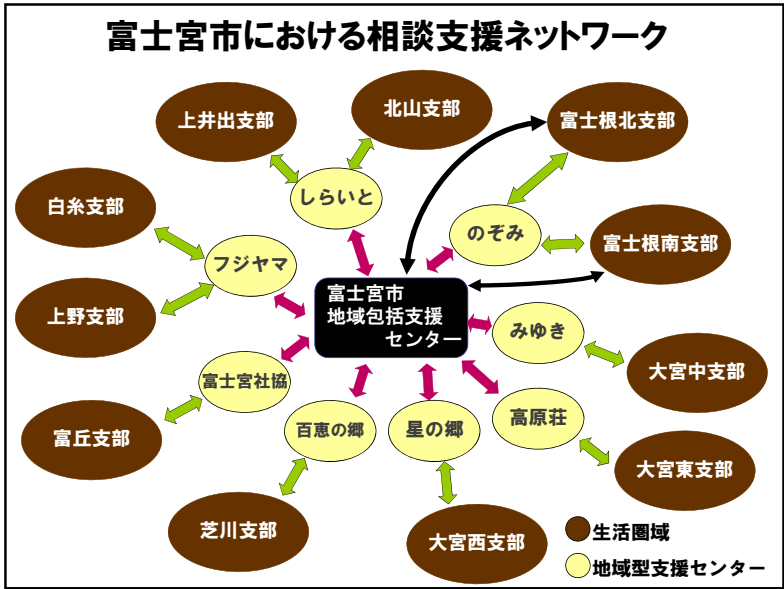 富士宮市における相談支援ネットワーク
北山支部
上井出支部
富士根北支部
しらいと
白糸支部
のぞみ
富士根南支部
フジヤマ
富士宮市
地域包括支援
センター
上野支部
みゆき
大宮中支部
富士宮社協
高原荘
百恵の郷
星の郷
富丘支部
大宮東支部
芝川支部
大宮西支部
生活圏域
地域型支援センター